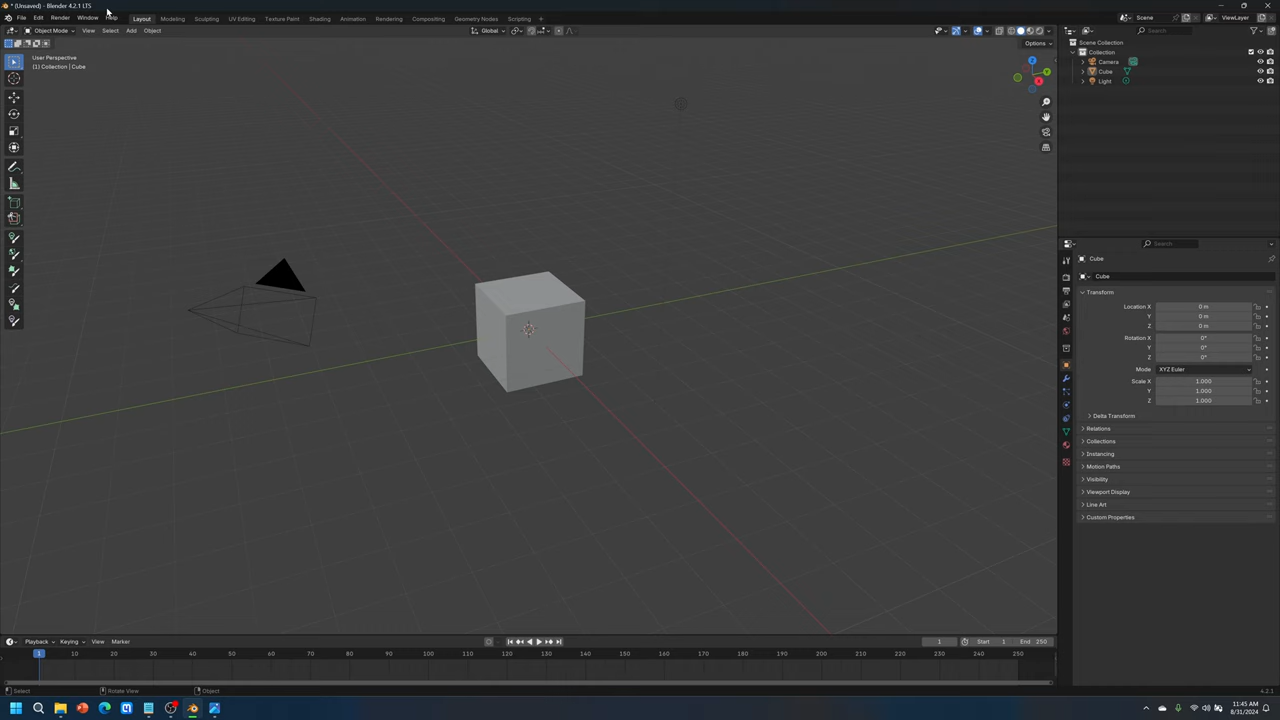 * (Unsaved) - Blender 4.2.1 LTS
File Edit Render Window Help Layout Modeling Sculpting UV Editing Texture Paint Shading Animation Rendering Compositing Geometry Nodes Scripting + Scene ViewLayer
Object Mode View Select Add Object Global Search
Options
User Perspective
(1) Collection | Cube
Scene Collection
Collection
Camera
Cube
Light
Z
Y
X
Search
Cube
Cube
Transform
Location X 0 m
Y 0 m
Z 0 m
Rotation X 0°
Y 0°
Z 0°
Mode XYZ Euler
Scale X 1.000
Y 1.000
Z 1.000
Delta Transform
Relations
Collections
Instancing
Motion Paths
Visibility
Viewport Display
Line Art
Custom Properties
Playback Keying View Marker 1 Start 1 End 250
1 10 20 30 40 50 60 70 80 90 100 110 120 130 140 150 160 170 180 190 200 210 220 230 240 250
Select Rotate View Object 4.2.1
11:45 AM
8/31/2024